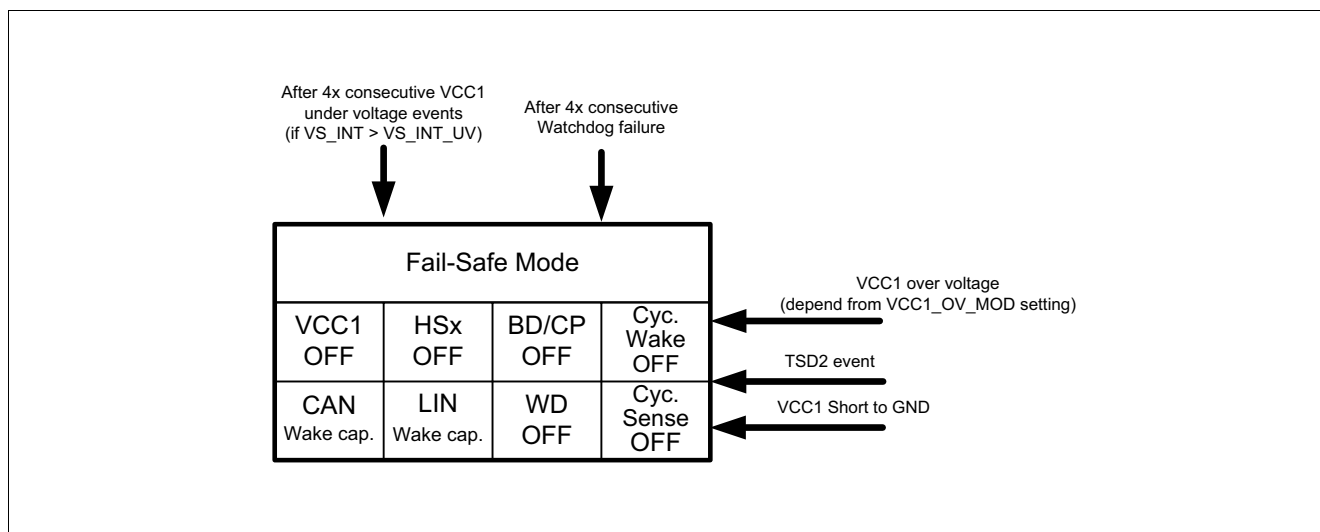 After 4x consecutive VCC1
under voltage events
(if VS_INT > VS_INT_UV)
After 4x consecutive
Watchdog failure
Fail-Safe Mode
VCC1
OFF
HSx
OFF
BD/CP
OFF
Cyc.
Wake
OFF
CAN
Wake cap.
LIN
Wake cap.
WD
OFF
Cyc.
Sense
OFF
VCC1 over voltage
(depend from VCC1_OV_MOD setting)
TSD2 event
VCC1 Short to GND